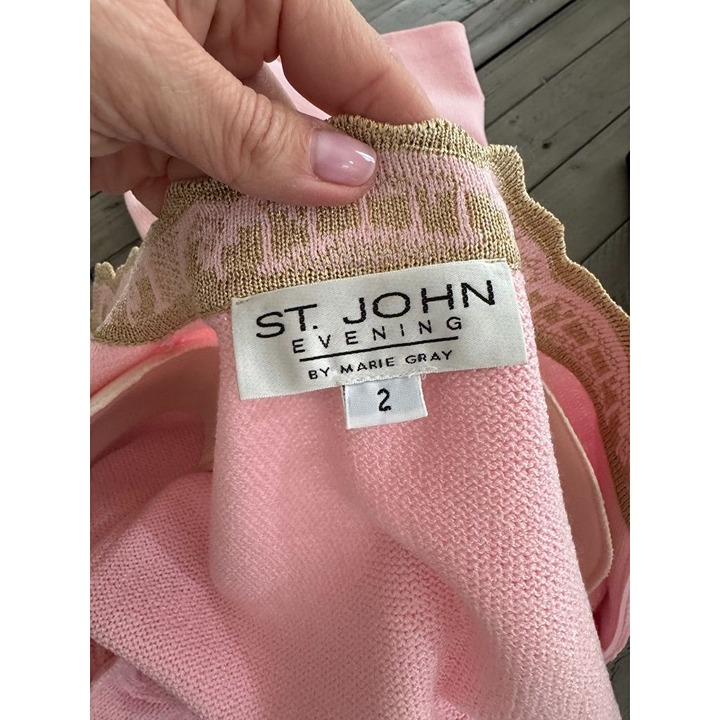 ST. JOHN
EVENING
BY MARIE GRAY
2